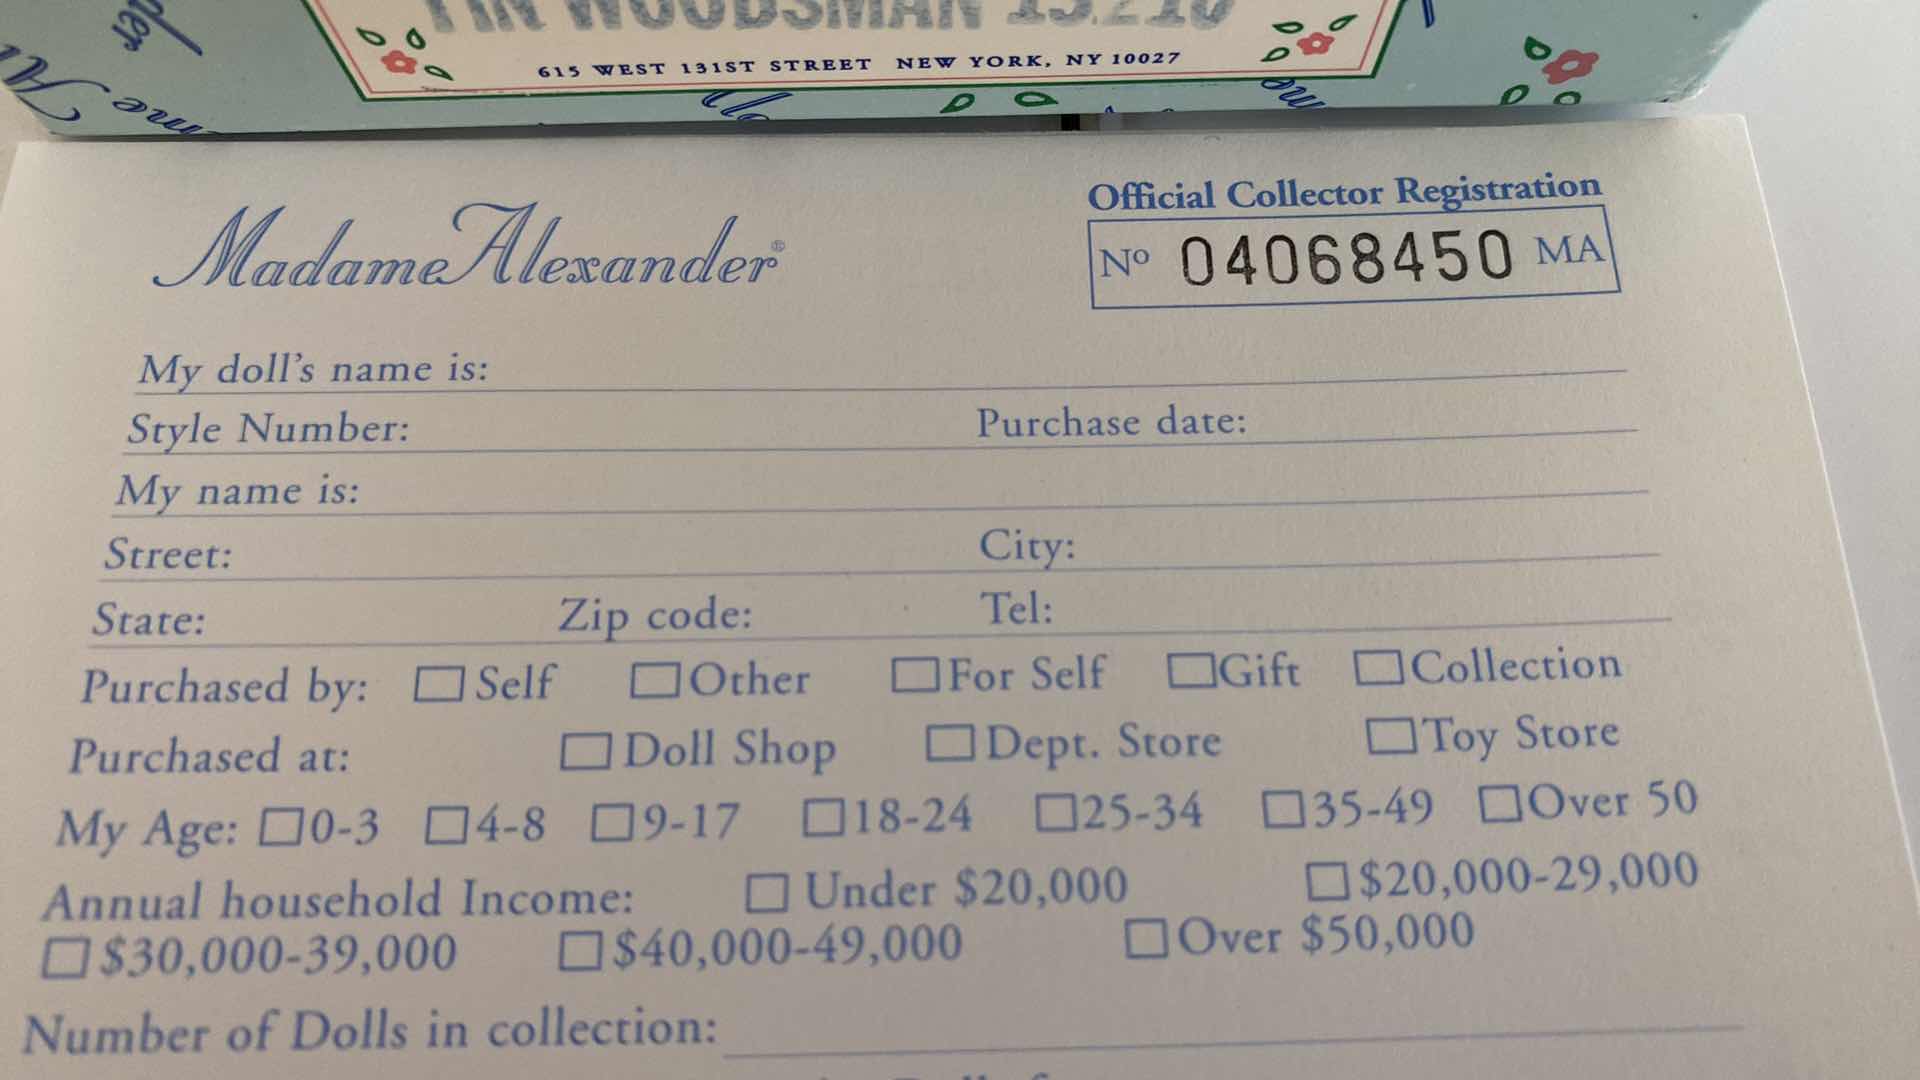 TIN WOODSMAN 13.210
615 WEST 131ST STREET NEW YORK, NY 10027
Madame Alexander®
Official Collector Registration
Nº 04068450 MA
My doll's name is:
Style Number: Purchase date:
My name is:
Street: City:
State: Zip code: Tel:
Purchased by: Self Other For Self Gift Collection
Purchased at: Doll Shop Dept. Store Toy Store
My Age: 0-3 4-8 9-17 18-24 25-34 35-49 Over 50
Annual household Income: Under $20,000 $20,000-29,000
$30,000-39,000 $40,000-49,000 Over $50,000
Number of Dolls in collection: